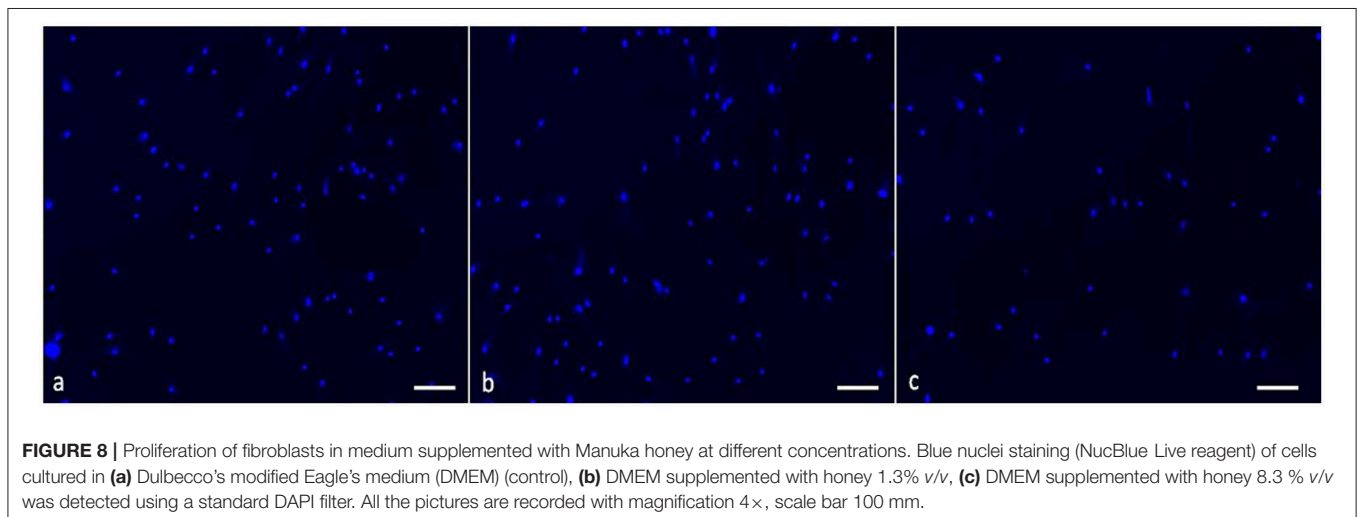 a
b
c
FIGURE 8 | Proliferation of fibroblasts in medium supplemented with Manuka honey at different concentrations. Blue nuclei staining (NucBlue Live reagent) of cells
cultured in (a) Dulbecco's modified Eagle's medium (DMEM) (control), (b) DMEM supplemented with honey 1.3% v/v, (c) DMEM supplemented with honey 8.3 % v/v
was detected using a standard DAPI filter. All the pictures are recorded with magnification 4×, scale bar 100 mm.